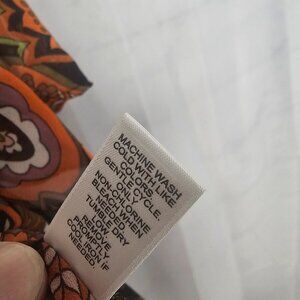 MACHINE WASH
COLD WITH LIKE
COLORS
GENTLE CYCLE.
ONLY
NON-CHLORINE
BLEACH WHEN
NEEDED.
TUMBLE DRY
LOW.
REMOVE
PROMPTLY.
COOL IRON IF
NEEDED.